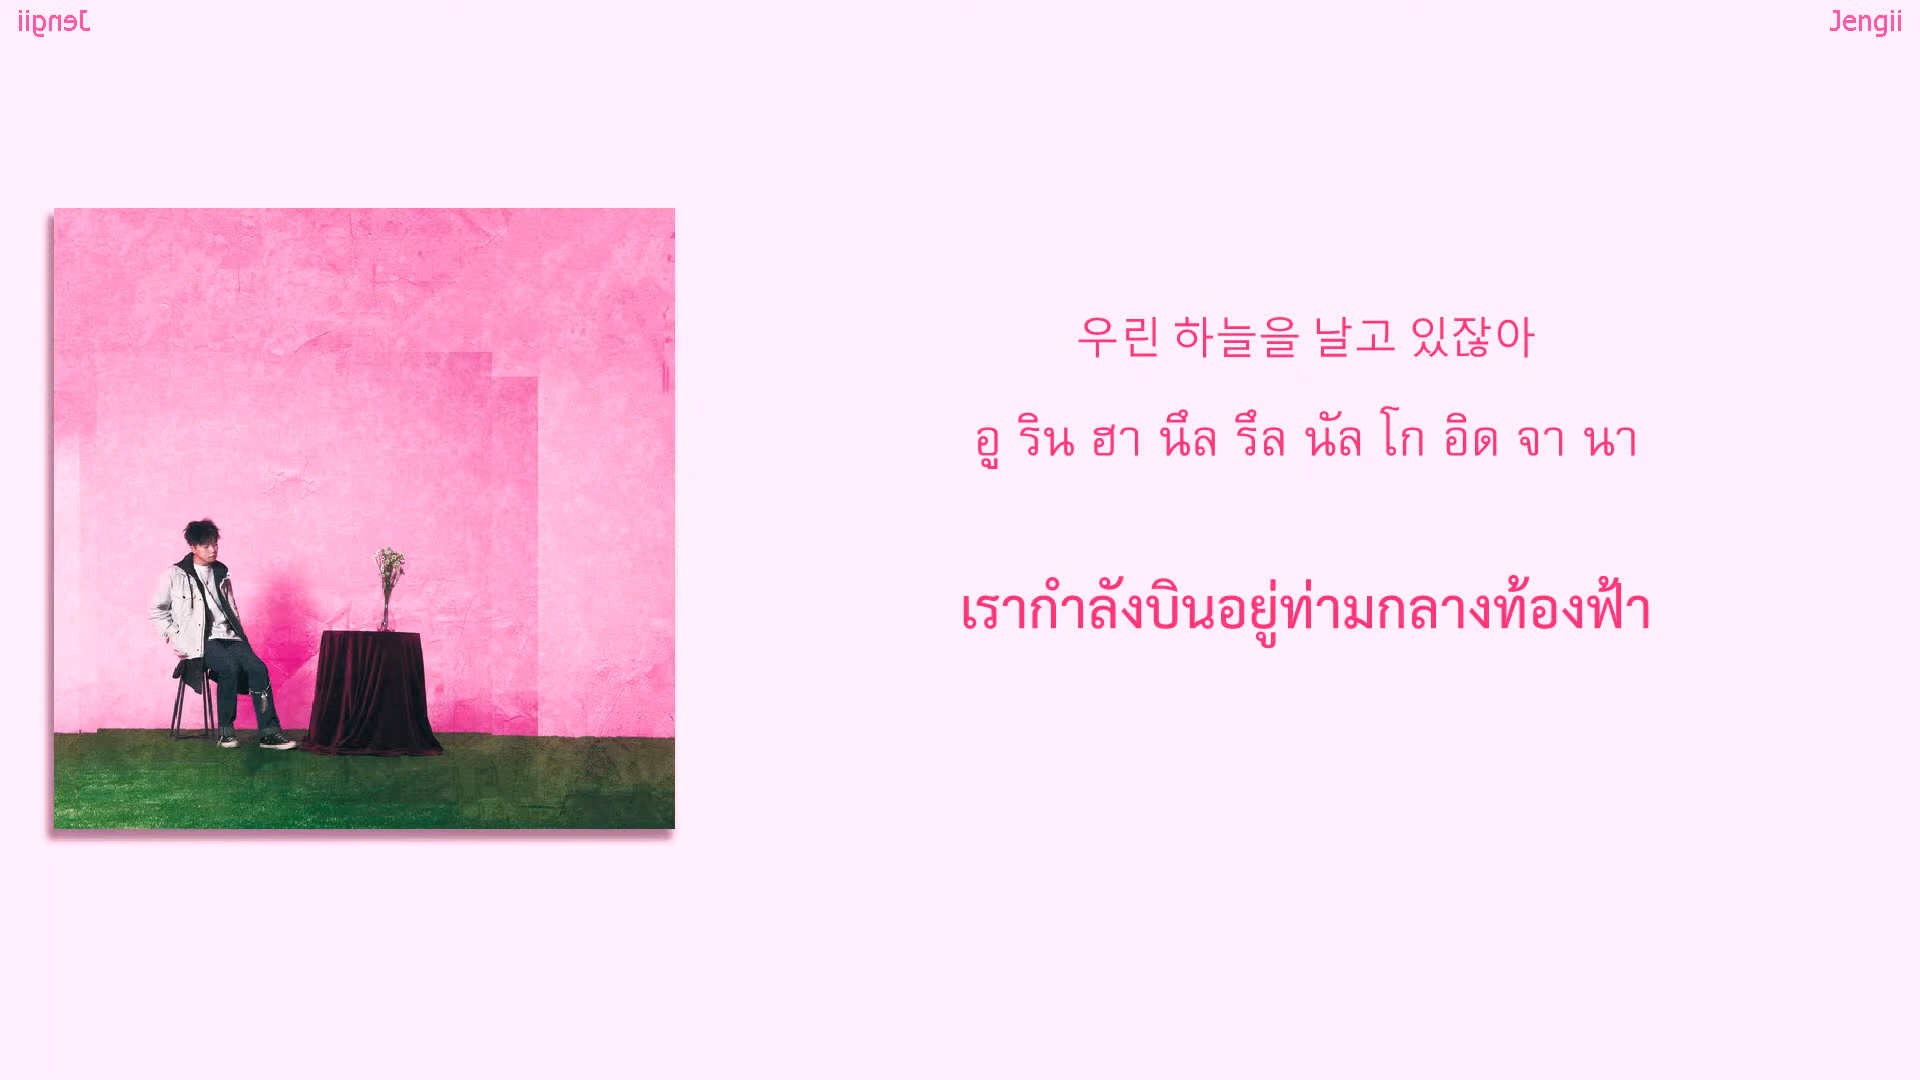 Jengii
Jengii
우린 하늘을 날고 있잖아
อู ริน ฮา นึล รึล นัล โก อิด จา นา
เรากำลังบินอยู่ท่ามกลางท้องฟ้า